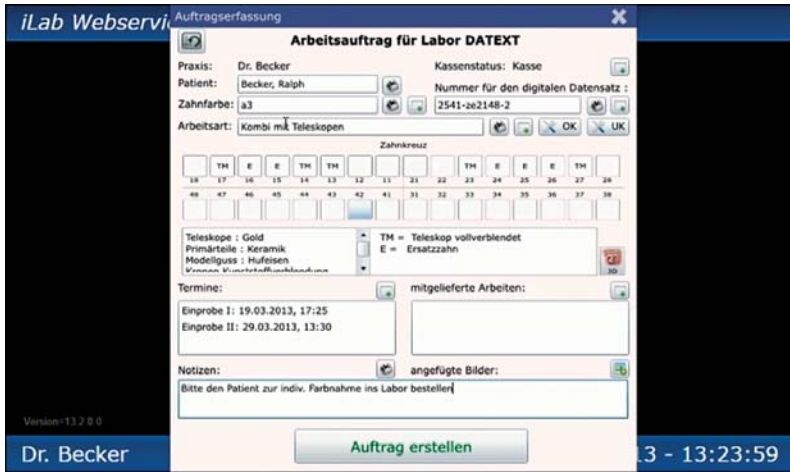 iLab Webservi
Auftragserfassung
Arbeitsauftrag für Labor DATEXT
Praxis: Dr. Becker Kassenstatus: Kasse
Patient: Becker, Ralph Nummer für den digitalen Datensatz :
Zahnfarbe: a3 2541-ze2148-2
Arbeitsart: Kombi mit Teleskopen OK UK
Zahnkreuz
TM E E TM TM TM E E E TM
18 17 16 15 14 13 12 11 21 22 23 24 25 26 27 28
48 47 46 45 44 43 42 41 31 32 33 34 35 36 37 38
Teleskope : Gold
Primärteile : Keramik
Modellguss : Hufeisen
Kronen Kunststoffverblendung
TM = Teleskop vollverblendet
E = Ersatzzahn
3D
Termine: mitgelieferte Arbeiten:
Einprobe I: 19.03.2013, 17:25
Einprobe II: 29.03.2013, 13:30
Notizen: angefügte Bilder:
Bitte den Patient zur indiv. Farbnahme ins Labor bestellen
Version=13.2.0.0
Auftrag erstellen
Dr. Becker 13 - 13:23:59